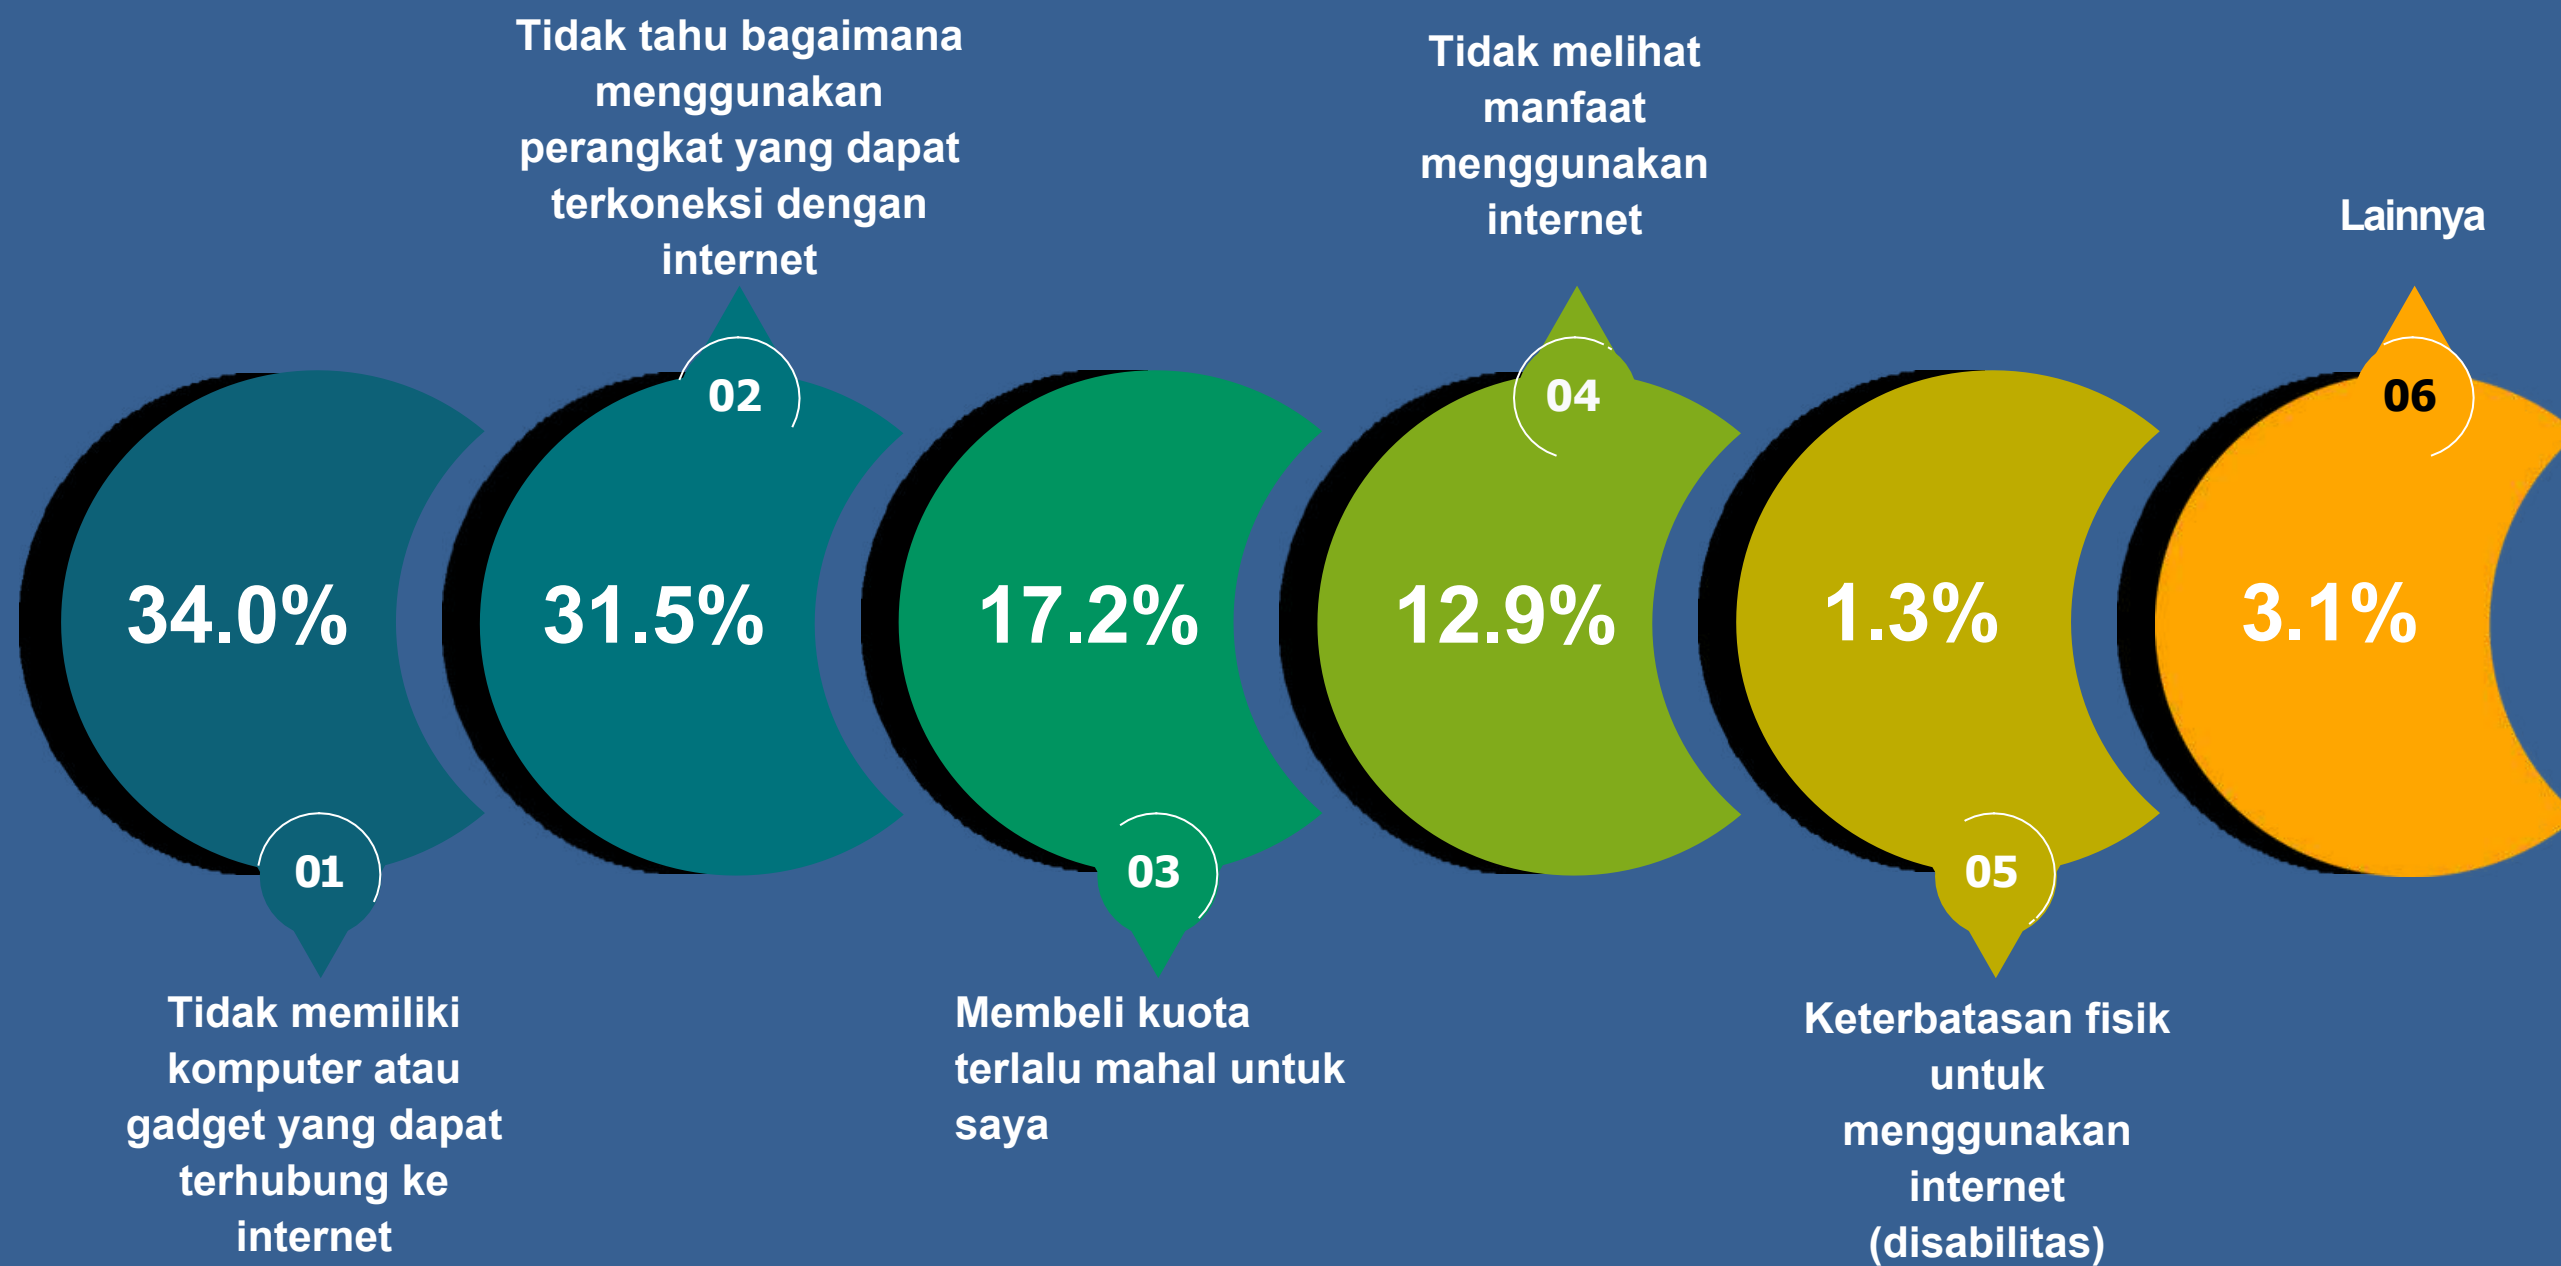 Tidak tahu bagaimana
menggunakan
perangkat yang dapat
terkoneksi dengan
internet
Tidak melihat
manfaat
menggunakan
internet
Lainnya
02
04
06
34.0%
31.5%
17.2%
12.9%
1.3%
3.1%
01
03
05
Tidak memiliki
komputer atau
gadget yang dapat
terhubung ke
internet
Membeli kuota
terlalu mahal untuk
saya
Keterbatasan fisik
untuk
menggunakan
internet
(disabilitas)